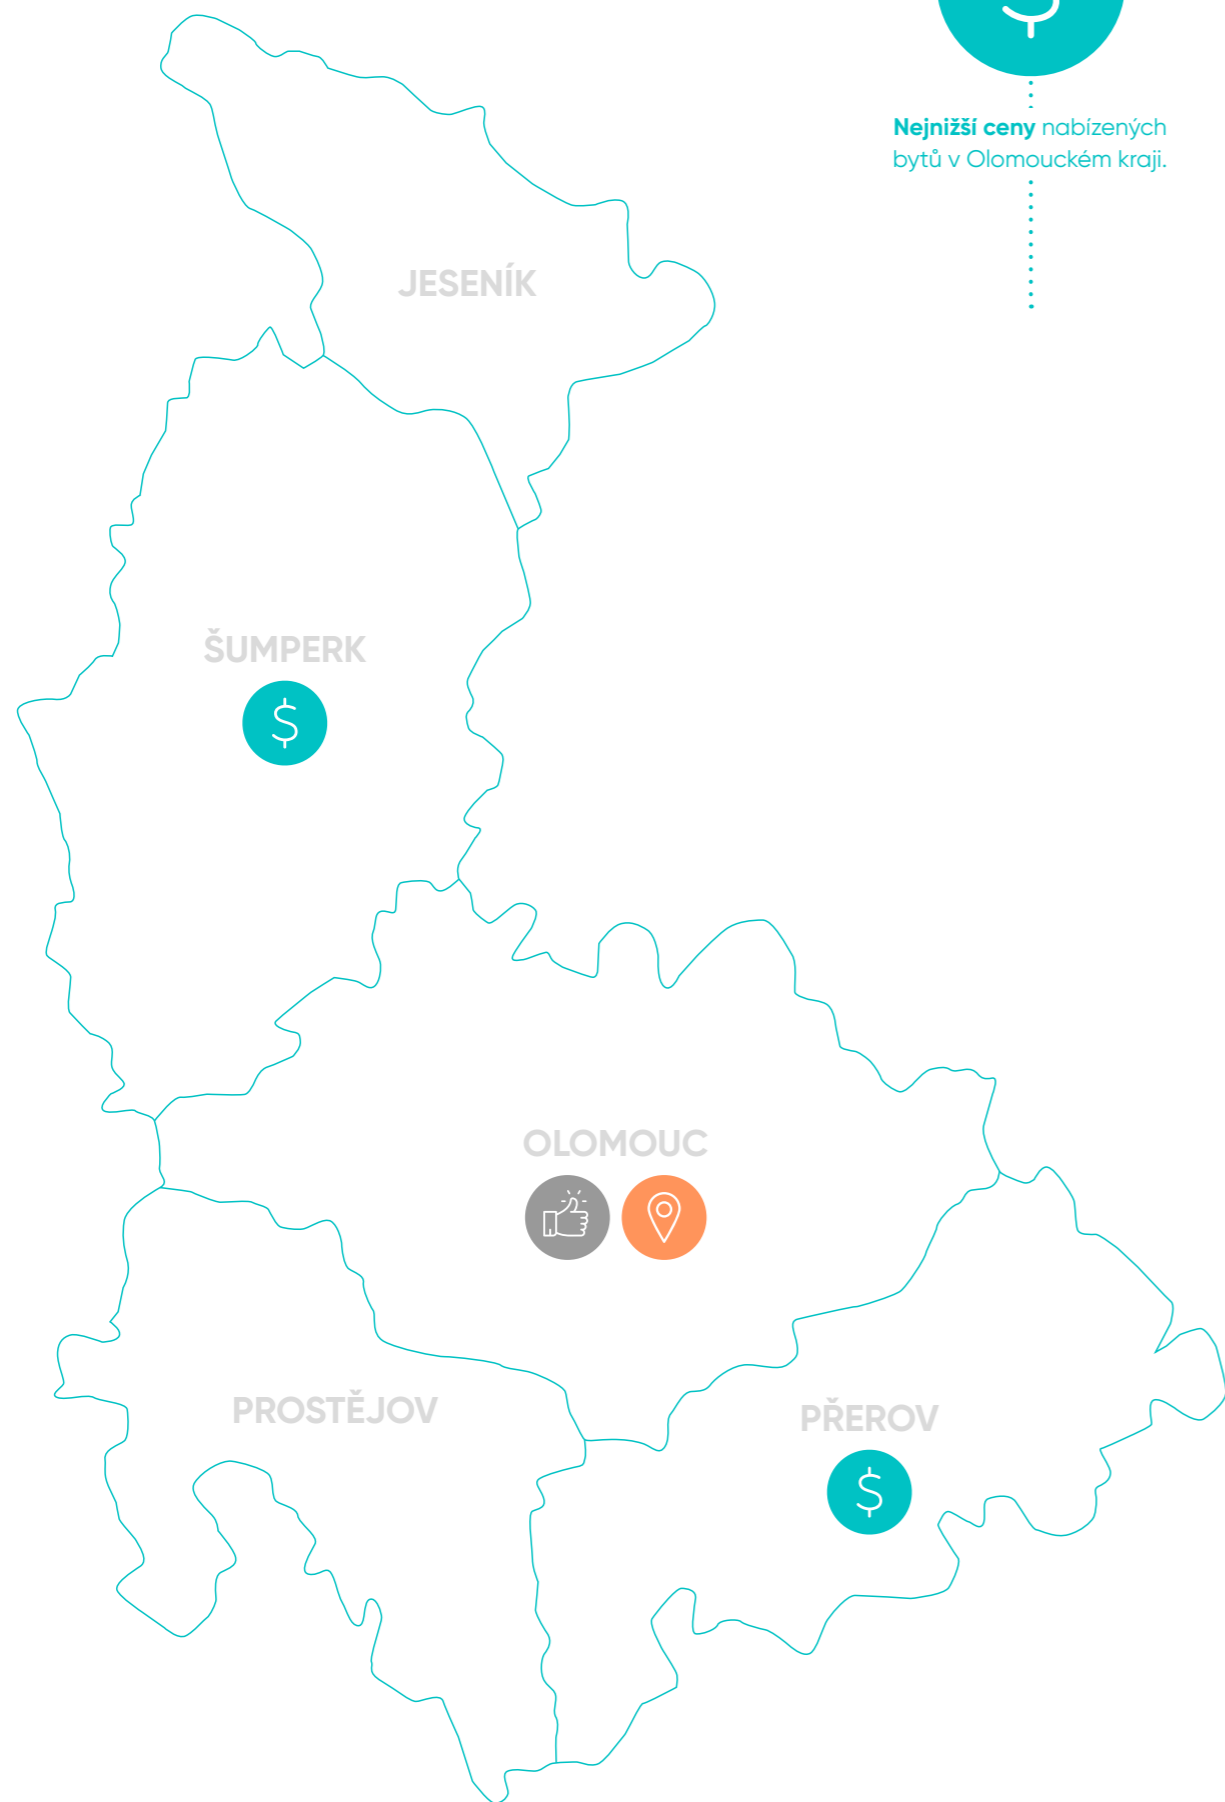 Nejnižší ceny nabízených
bytů v Olomouckém kraji.
JESENÍK
ŠUMPERK
OLOMOUC
PROSTĚJOV
PŘEROV